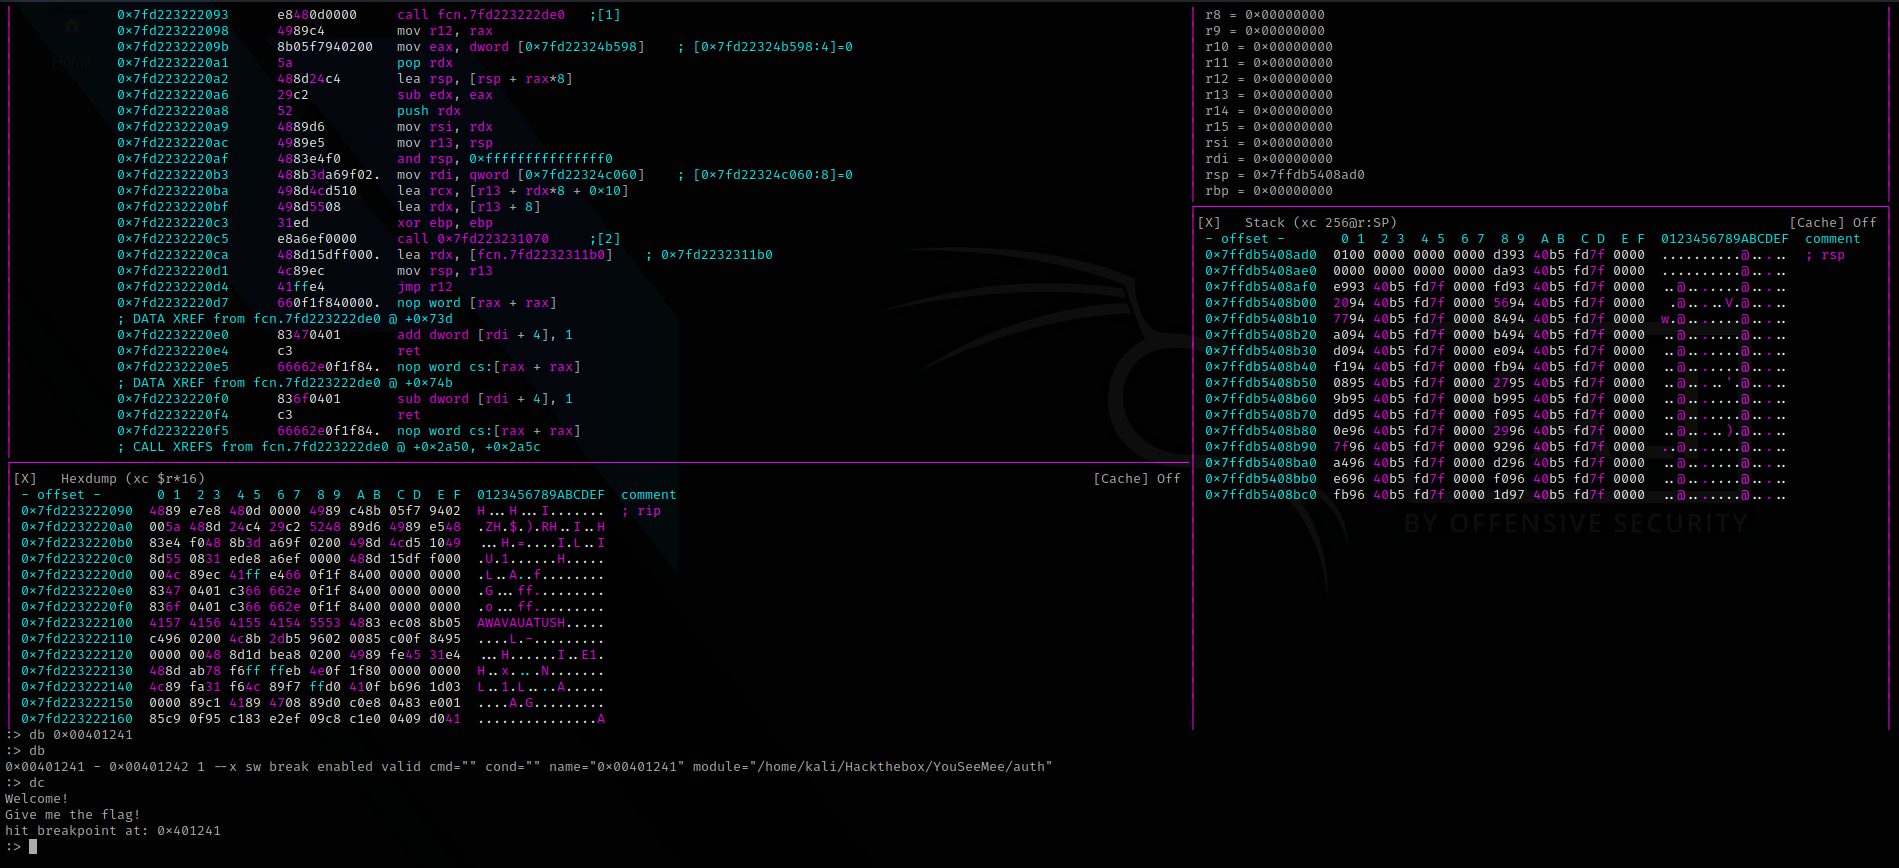 0×7fd223222093 e8480d0000 call fcn.7fd223222de0 ;[1]
0×7fd223222098 4989c4 mov r12, rax
0×7fd22322209b 8b05f7940200 mov eax, dword [0×7fd22324b598] ; [0×7fd22324b598:4]=0
0×7fd2232220a1 5a pop rdx
0×7fd2232220a2 488d24c4 lea rsp, [rsp + rax*8]
0×7fd2232220a6 29c2 sub edx, eax
0×7fd2232220a8 52 push rdx
0×7fd2232220a9 4889d6 mov rsi, rdx
0×7fd2232220ac 4989e5 mov r13, rsp
0×7fd2232220af 4883e4f0 and rsp, 0×fffffffffffffff0
0×7fd2232220b3 488b3da69f02. mov rdi, qword [0×7fd22324c060] ; [0×7fd22324c060:8]=0
0×7fd2232220ba 498d4cd510 lea rcx, [r13 + rdx*8 + 0×10]
0×7fd2232220bf 498d5508 lea rdx, [r13 + 8]
0×7fd2232220c3 31ed xor ebp, ebp
0×7fd2232220c5 e8a6ef0000 call 0×7fd223231070 ;[2]
0×7fd2232220ca 488d15dff000. lea rdx, [fcn.7fd2232311b0] ; 0×7fd2232311b0
0×7fd2232220d1 4c89ec mov rsp, r13
0×7fd2232220d4 41ffe4 jmp r12
0×7fd2232220d7 660f1f840000. nop word [rax + rax]
; DATA XREF from fcn.7fd223222de0 @ +0×73d
0×7fd2232220e0 83470401 add dword [rdi + 4], 1
0×7fd2232220e4 c3 ret
0×7fd2232220e5 66662e0f1f84. nop word cs:[rax + rax]
; DATA XREF from fcn.7fd223222de0 @ +0×74b
0×7fd2232220f0 836f0401 sub dword [rdi + 4], 1
0×7fd2232220f4 c3 ret
0×7fd2232220f5 66662e0f1f84. nop word cs:[rax + rax]
; CALL XREFS from fcn.7fd223222de0 @ +0×2a50, +0×2a5c
r8 = 0×00000000
r9 = 0×00000000
r10 = 0×00000000
r11 = 0×00000000
r12 = 0×00000000
r13 = 0×00000000
r14 = 0×00000000
r15 = 0×00000000
rsi = 0×00000000
rdi = 0×00000000
rsp = 0×7ffdb5408ad0
rbp = 0×00000000
[X] Stack (xc 256@r:SP) [Cache] Off
- offset - 0 1 2 3 4 5 6 7 8 9 A B C D E F 0123456789ABCDEF comment
0×7ffdb5408ad0 0100 0000 0000 0000 d393 40b5 fd7f 0000 ..........@..... ; rsp
0×7ffdb5408ae0 0000 0000 0000 0000 da93 40b5 fd7f 0000 ..........@.....
0×7ffdb5408af0 e993 40b5 fd7f 0000 fd93 40b5 fd7f 0000 ..@.......@.....
0×7ffdb5408b00 2094 40b5 fd7f 0000 5694 40b5 fd7f 0000 .@.....V.@.....
0×7ffdb5408b10 7794 40b5 fd7f 0000 8494 40b5 fd7f 0000 w.@.......@.....
0×7ffdb5408b20 a094 40b5 fd7f 0000 b494 40b5 fd7f 0000 ..@.......@.....
0×7ffdb5408b30 d094 40b5 fd7f 0000 e094 40b5 fd7f 0000 ..@.......@.....
0×7ffdb5408b40 f194 40b5 fd7f 0000 fb94 40b5 fd7f 0000 ..@.......@.....
0×7ffdb5408b50 0895 40b5 fd7f 0000 2795 40b5 fd7f 0000 ..@.....'.@.....
0×7ffdb5408b60 9b95 40b5 fd7f 0000 b995 40b5 fd7f 0000 ..@.......@.....
0×7ffdb5408b70 dd95 40b5 fd7f 0000 f095 40b5 fd7f 0000 ..@.......@.....
0×7ffdb5408b80 0e96 40b5 fd7f 0000 2996 40b5 fd7f 0000 ..@.....).@.....
0×7ffdb5408b90 7f96 40b5 fd7f 0000 9296 40b5 fd7f 0000 ..@.......@.....
0×7ffdb5408ba0 a496 40b5 fd7f 0000 d296 40b5 fd7f 0000 ..@.......@.....
0×7ffdb5408bb0 e696 40b5 fd7f 0000 f096 40b5 fd7f 0000 ..@.......@.....
0×7ffdb5408bc0 fb96 40b5 fd7f 0000 1d97 40b5 fd7f 0000 ..@.......@.....
BY OFFENSIVE SECURITY
[X] Hexdump (xc $r*16) [Cache] Off
- offset - 0 1 2 3 4 5 6 7 8 9 A B C D E F 0123456789ABCDEF comment
0×7fd223222090 4889 e7e8 480d 0000 4989 c48b 05f7 9402 H...H...I....... ; rip
0×7fd2232220a0 005a 488d 24c4 29c2 5248 89d6 4989 e548 .ZH.$.).RH..I..H
0×7fd2232220b0 83e4 f048 8b3d a69f 0200 498d 4cd5 1049 ...H.=....I.L..I
0×7fd2232220c0 8d55 0831 ede8 a6ef 0000 488d 15df f000 .U.1......H.....
0×7fd2232220d0 004c 89ec 41ff e466 0f1f 8400 0000 0000 .L..A..f........
0×7fd2232220e0 8347 0401 c366 662e 0f1f 8400 0000 0000 .G...ff.........
0×7fd2232220f0 836f 0401 c366 662e 0f1f 8400 0000 0000 .o...ff.........
0×7fd223222100 4157 4156 4155 4154 5553 4883 ec08 8b05 AWAVAUATUSH.....
0×7fd223222110 c496 0200 4c8b 2db5 9602 0085 c00f 8495 ....L.-.........
0×7fd223222120 0000 0048 8d1d bea8 0200 4989 fe45 31e4 ...H......I..E1.
0×7fd223222130 488d ab78 f6ff ffeb 4e0f 1f80 0000 0000 H..x....N.......
0×7fd223222140 4c89 fa31 f64c 89f7 ffd0 410f b696 1d03 L..1.L....A.....
0×7fd223222150 0000 89c1 4189 4708 89d0 c0e8 0483 e001 ....A.G.........
0×7fd223222160 85c9 0f95 c183 e2ef 09c8 c1e0 0409 d041 ...............A
:> db 0×00401241
:> db
0×00401241 - 0×00401242 1 --x sw break enabled valid cmd="" cond="" name="0×00401241" module="/home/kali/Hackthebox/YouSeeMee/auth"
:> dc
Welcome!
Give me the flag!
hit breakpoint at: 0×401241
:>